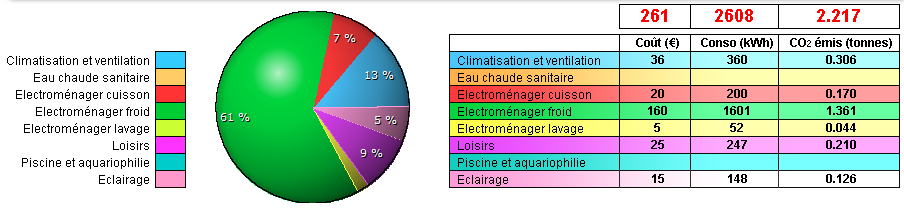 261 2608 2.217
Coût (€) Conso (kWh) CO2 émis (tonnes)
Climatisation et ventilation
Eau chaude sanitaire
Electroménager cuisson
Electroménager froid
Electroménager lavage
Loisirs
Piscine et aquariophilie
Eclairage
7 %
13 %
61 %
5 %
9 %
Climatisation et ventilation 36 360 0.306
Eau chaude sanitaire
Electroménager cuisson 20 200 0.170
Electroménager froid 160 1601 1.361
Electroménager lavage 5 52 0.044
Loisirs 25 247 0.210
Piscine et aquariophilie
Eclairage 15 148 0.126